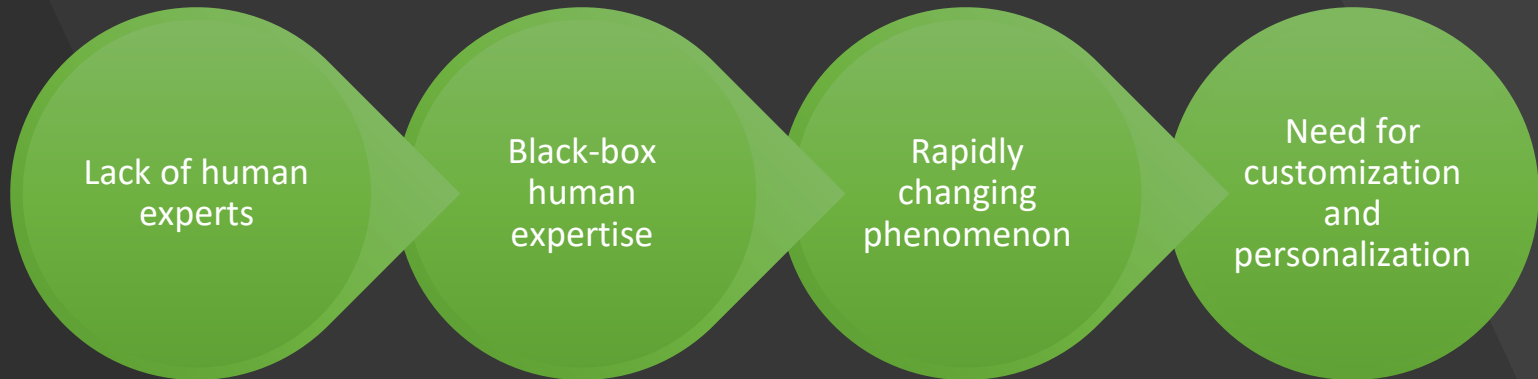 Lack of human
experts
Black-box
human
expertise
Rapidly
changing
phenomenon
Need for
customization
and
personalization